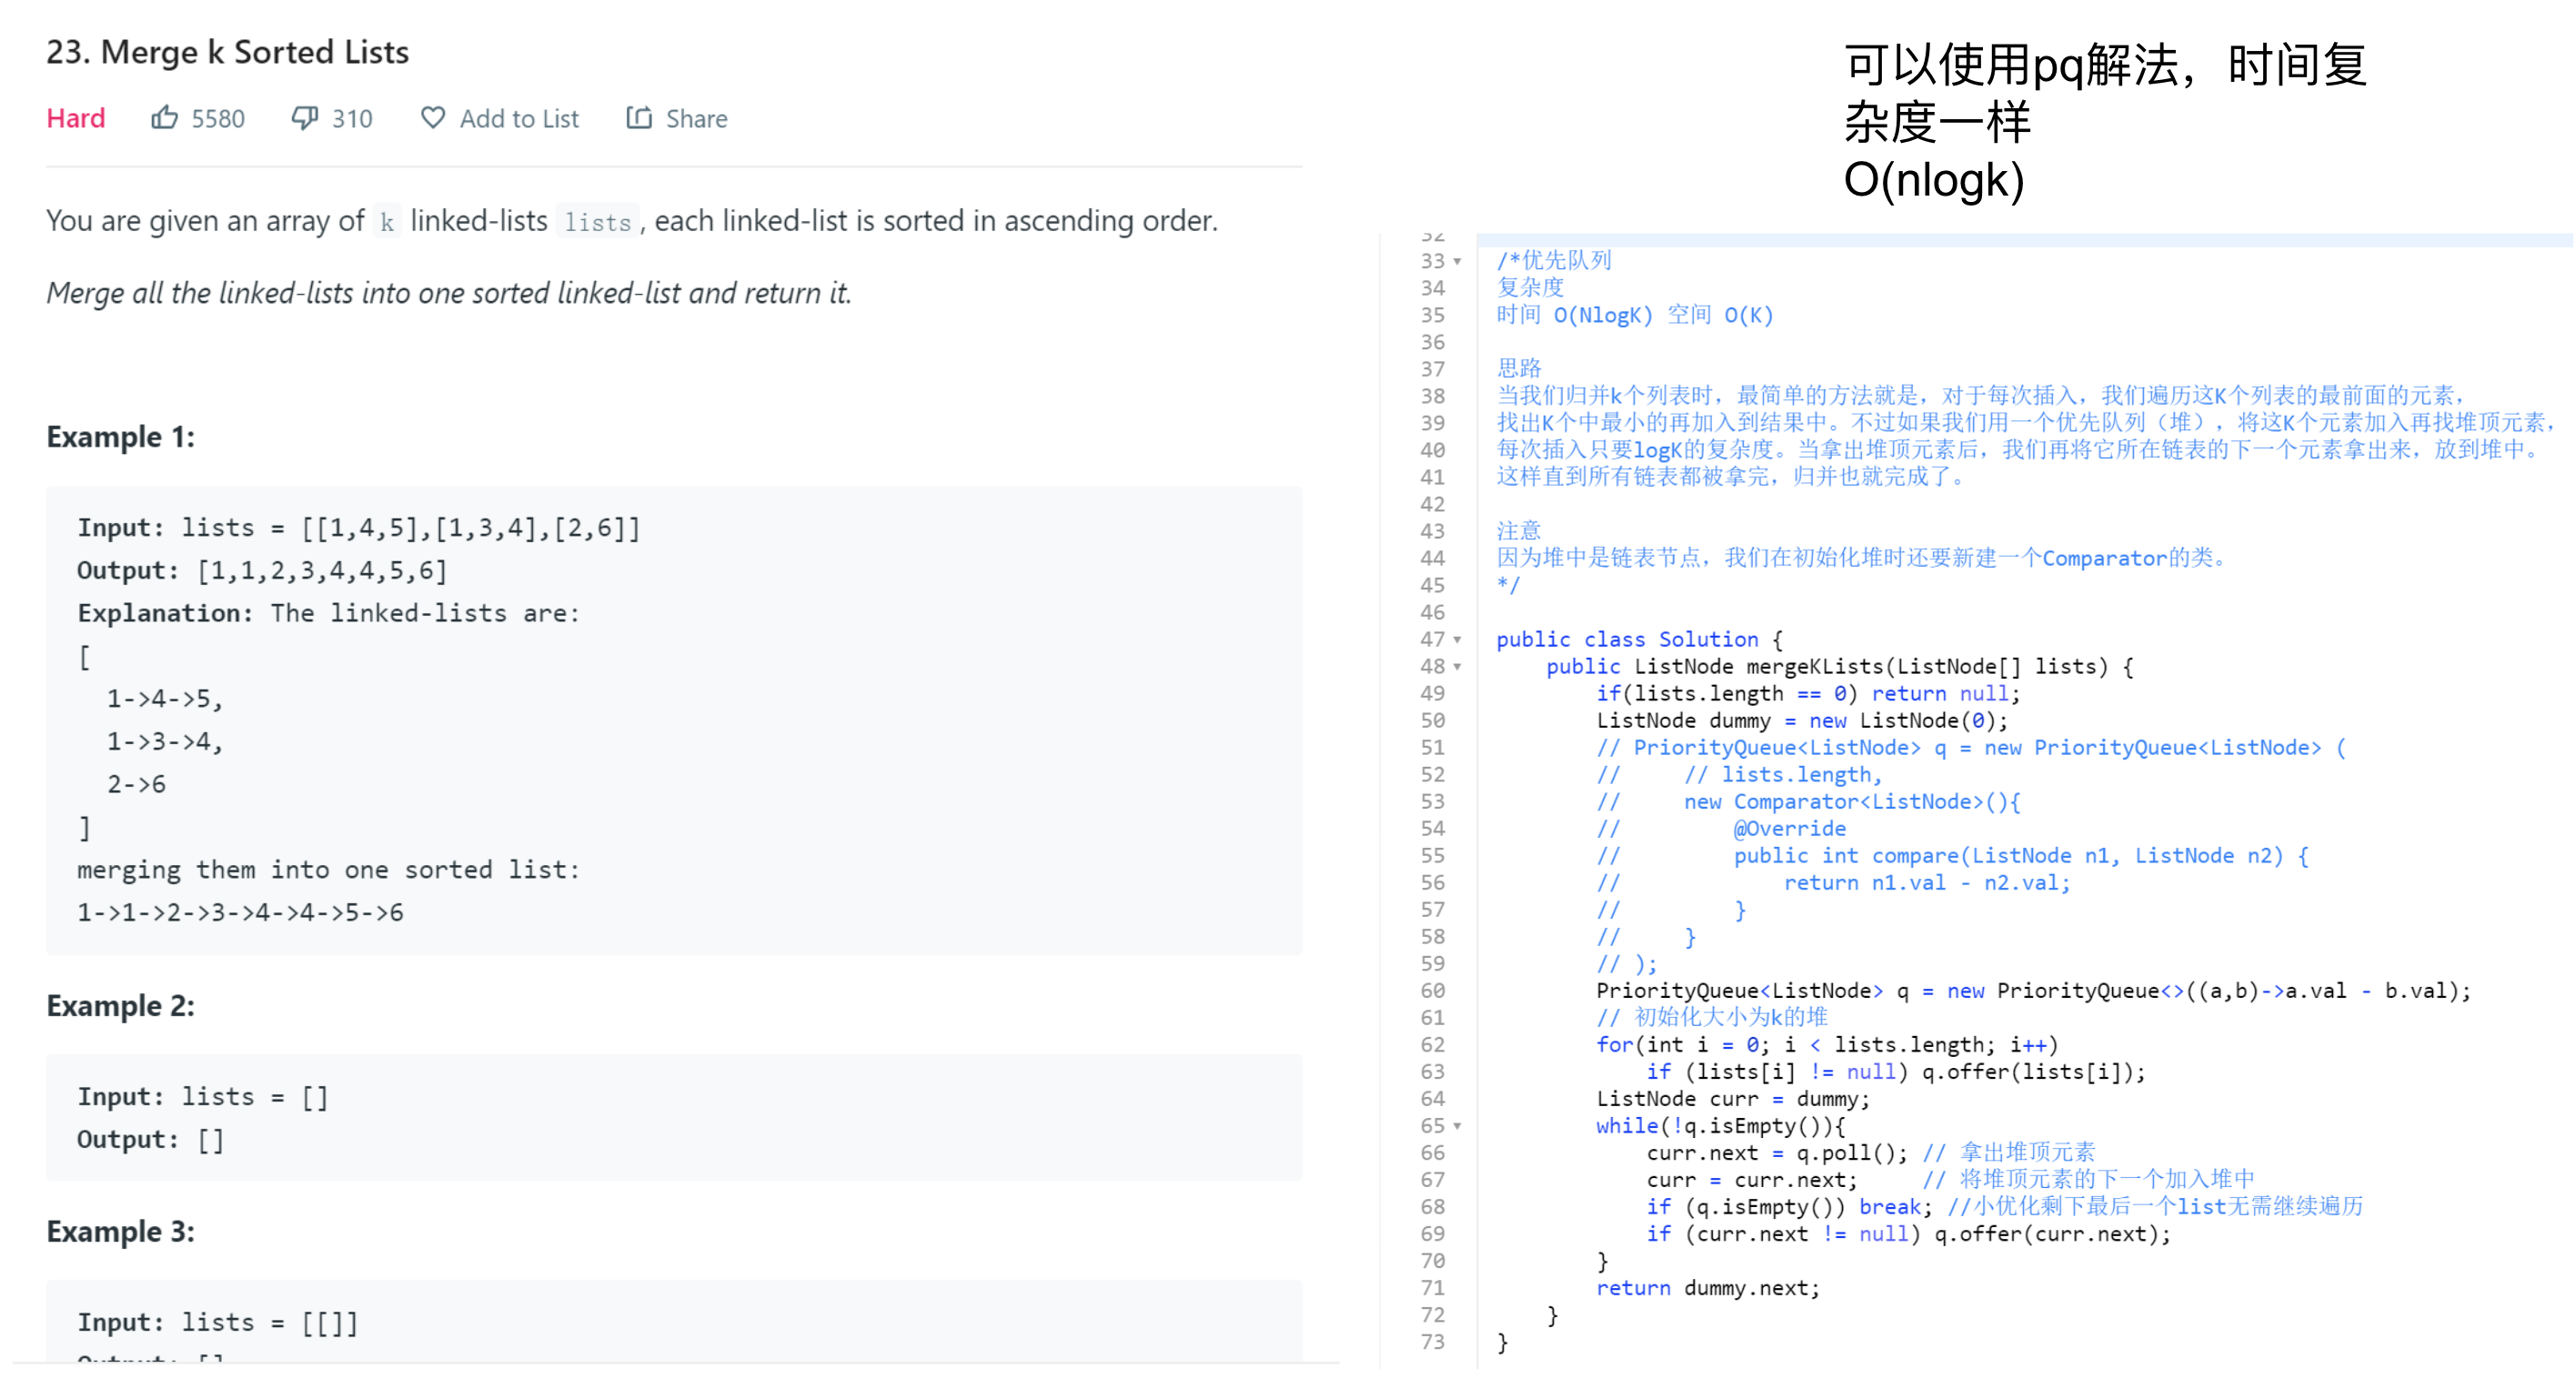 23. Merge k Sorted Lists
Hard 5580 310 Add to List Share
You are given an array of k linked-lists lists, each linked-list is sorted in ascending order.
Merge all the linked-lists into one sorted linked-list and return it.
Example 1:
Input: lists = [[1,4,5],[1,3,4],[2,6]]
Output: [1,1,2,3,4,4,5,6]
Explanation: The linked-lists are:
[
  1->4->5,
  1->3->4,
  2->6
]
merging them into one sorted list:
1->1->2->3->4->4->5->6
Example 2:
Input: lists = []
Output: []
Example 3:
Input: lists = [[]]
可以使用pq解法，时间复
杂度一样
O(nlogk)
32
33 /*优先队列
34 复杂度
35 时间 O(NlogK) 空间 O(K)
36
37 思路
38 当我们归并k个列表时，最简单的方法就是，对于每次插入，我们遍历这K个列表的最前面的元素，
39 找出K个中最小的再加入到结果中。不过如果我们用一个优先队列（堆），将这K个元素加入再找堆顶元素，
40 每次插入只要logK的复杂度。当拿出堆顶元素后，我们再将它所在链表的下一个元素拿出来，放到堆中。
41 这样直到所有链表都被拿完，归并也就完成了。
42
43 注意
44 因为堆中是链表节点，我们在初始化堆时还要新建一个Comparator的类。
45 */
46
47 public class Solution {
48     public ListNode mergeKLists(ListNode[] lists) {
49         if(lists.length == 0) return null;
50         ListNode dummy = new ListNode(0);
51         // PriorityQueue<ListNode> q = new PriorityQueue<ListNode> (
52         //     // lists.length,
53         //     new Comparator<ListNode>(){
54         //         @Override
55         //         public int compare(ListNode n1, ListNode n2) {
56         //             return n1.val - n2.val;
57         //         }
58         //     }
59         // );
60         PriorityQueue<ListNode> q = new PriorityQueue<>((a,b)->a.val - b.val);
61         // 初始化大小为k的堆
62         for(int i = 0; i < lists.length; i++)
63             if (lists[i] != null) q.offer(lists[i]);
64         ListNode curr = dummy;
65         while(!q.isEmpty()){
66             curr.next = q.poll(); // 拿出堆顶元素
67             curr = curr.next;     // 将堆顶元素的下一个加入堆中
68             if (q.isEmpty()) break; //小优化剩下最后一个list无需继续遍历
69             if (curr.next != null) q.offer(curr.next);
70         }
71         return dummy.next;
72     }
73 }